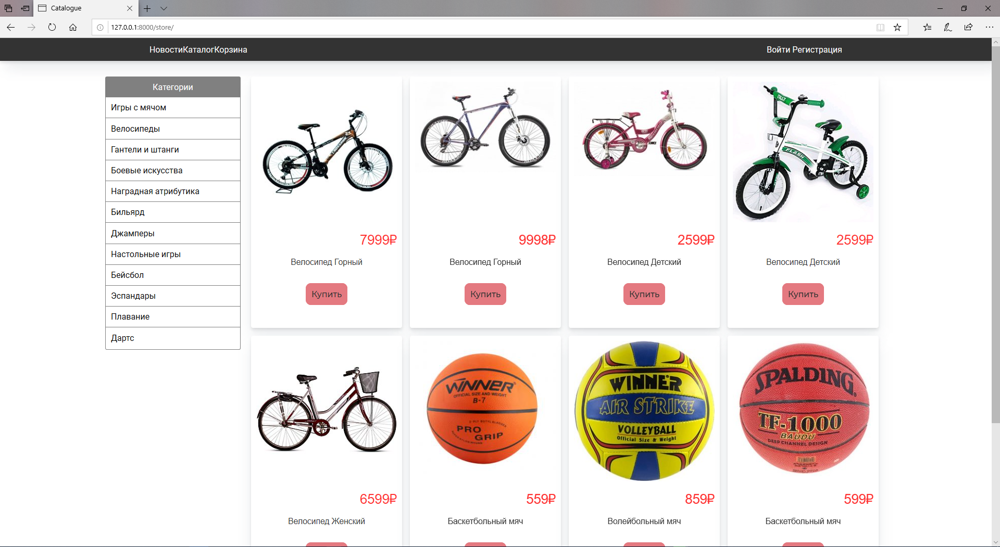 Catalogue
127.0.0.1:8000/store/
НовостиКаталогКорзина
Войти Регистрация
Категории
Игры с мячом
Велосипеды
Гантели и штанги
Боевые искусства
Наградная атрибутика
Бильярд
Джамперы
Настольные игры
Бейсбол
Эспандары
Плавание
Дартс
TILLY
FLASH
7999₽
9998₽
2599₽
2599₽
Велосипед Горный
Велосипед Горный
Велосипед Детский
Велосипед Детский
Купить
Купить
Купить
Купить
WINNER
OFFICIAL SIZE AND WEIGHT
B-7
PRO
GRIP
WINNER
AIR STRIKE
VOLLEYBALL
Official Size & Weight
SPALDING
TF-1000
BAUDU
DEEP CHANNEL DESIGN
6599₽
559₽
859₽
599₽
Велосипед Женский
Баскетбольный мяч
Волейбольный мяч
Баскетбольный мяч